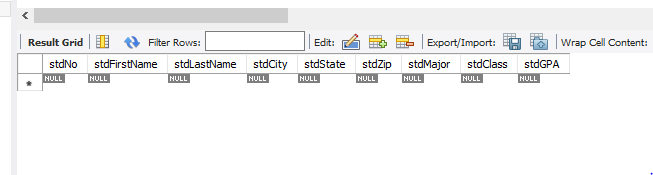 Result Grid Filter Rows: Edit: Export/Import: Wrap Cell Content:
stdNo stdFirstName stdLastName stdCity stdState stdZip stdMajor stdClass stdGPA
* NULL NULL NULL NULL NULL NULL NULL NULL NULL